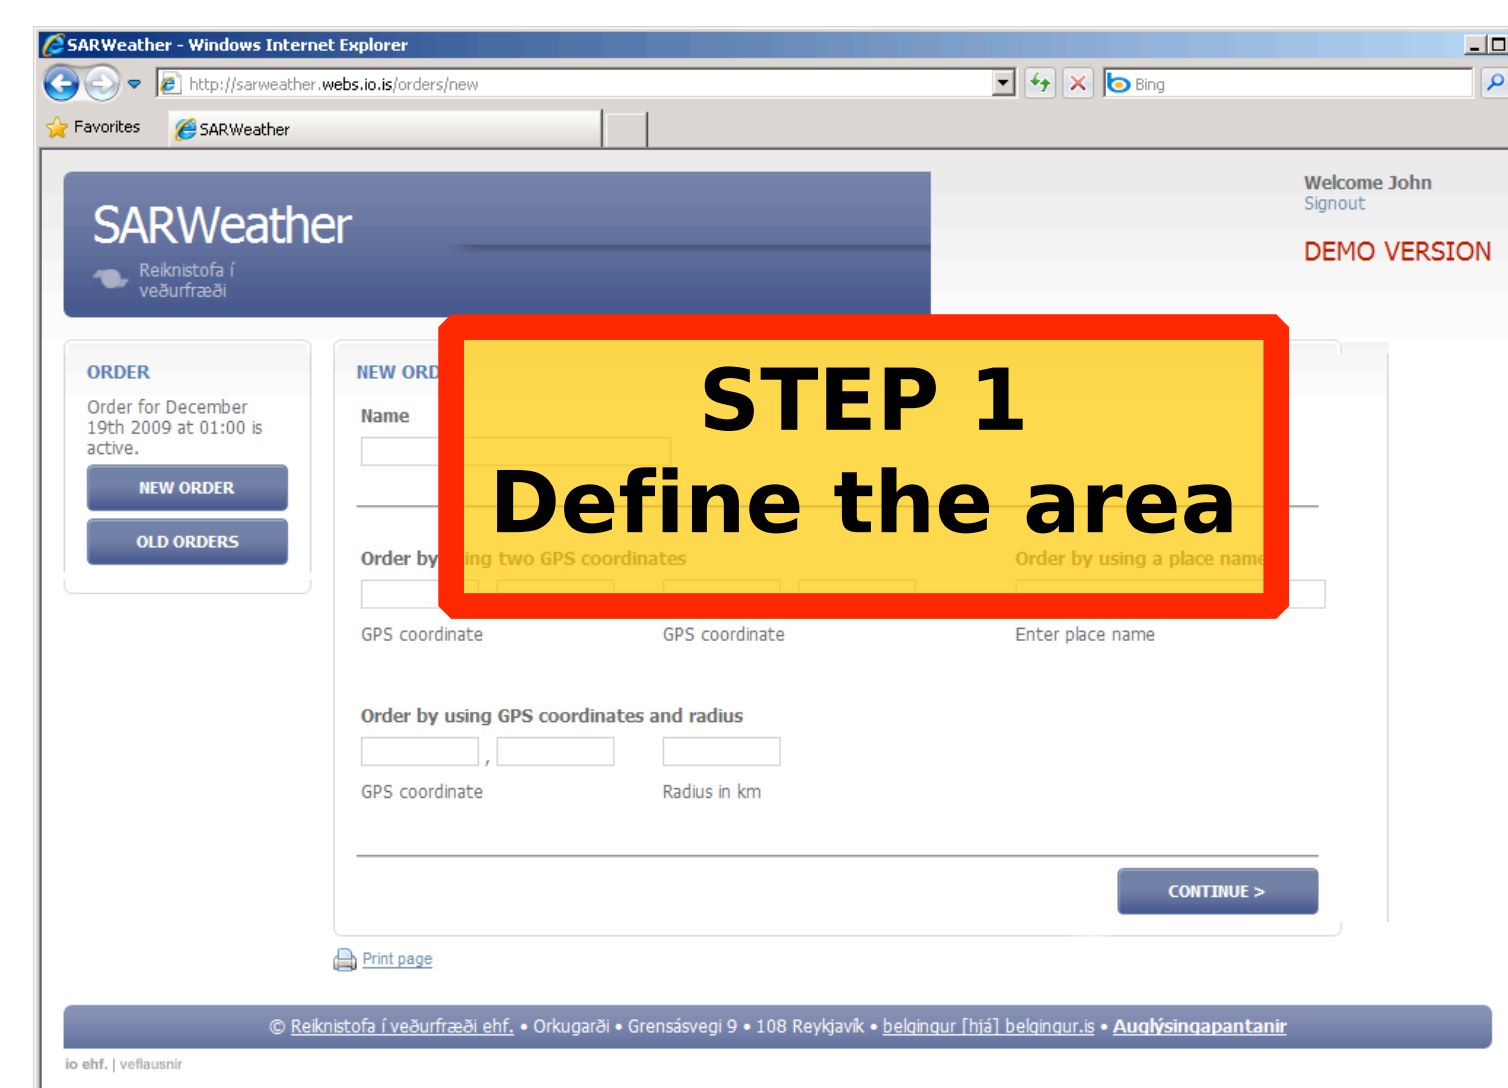 SARWeather - Windows Internet Explorer
http://sarweather.webs.io.is/orders/new
Bing
Favorites
SARWeather
Welcome John
Signout
DEMO VERSION
SARWeather
Reiknistofa í
veðurfræði
ORDER
Order for December
19th 2009 at 01:00 is
active.
NEW ORDER
OLD ORDERS
NEW ORD
Name
STEP 1
Define the area
Order by using two GPS coordinates
Order by using a place name
GPS coordinate
GPS coordinate
Enter place name
Order by using GPS coordinates and radius
,
GPS coordinate
Radius in km
CONTINUE >
Print page
© Reiknistofa í veðurfræði ehf. • Orkugarði • Grensásvegi 9 • 108 Reykjavík • belgingur [hjá] belgingur.is • Auglýsingapantanir
io ehf. | veflausnir